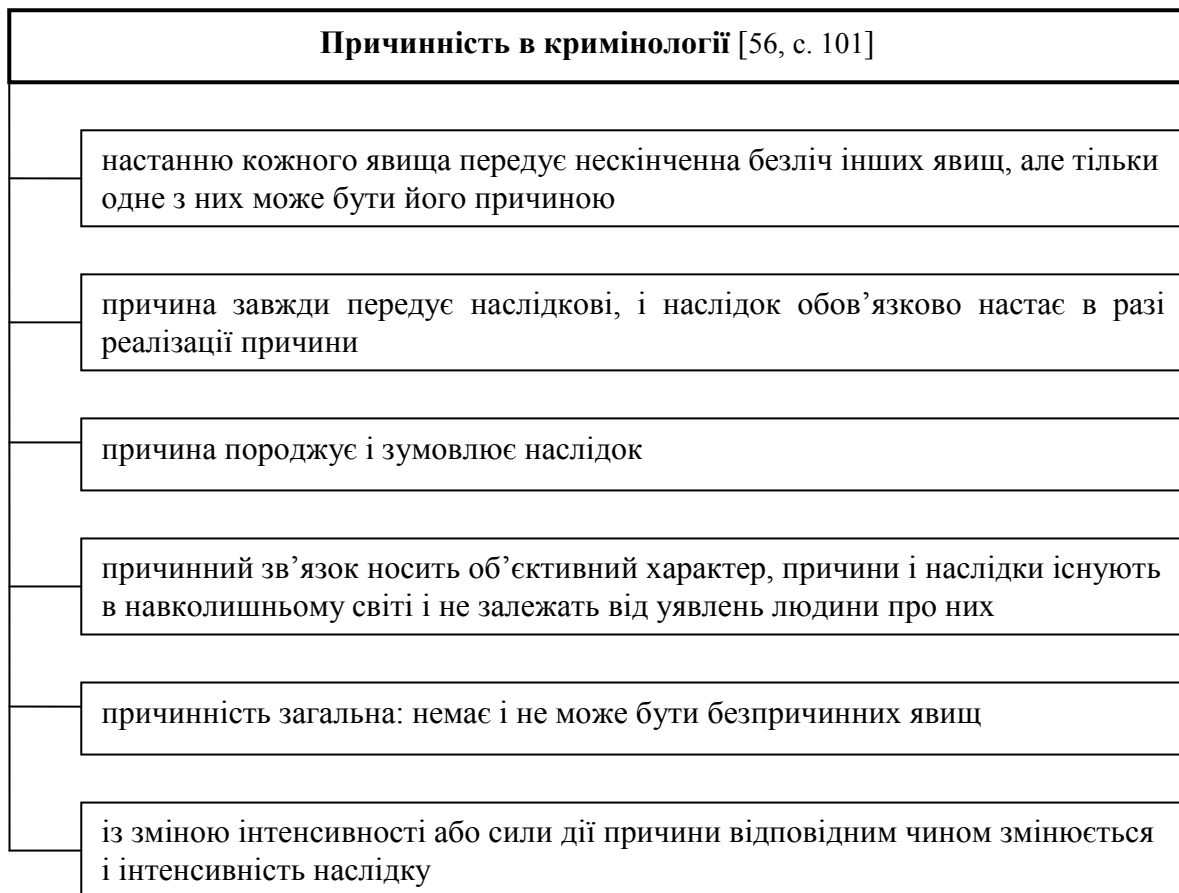 Причинність в кримінології [56, с. 101]
настанню кожного явища передує нескінченна безліч інших явищ, але тільки
одне з них може бути його причиною
причина завжди передує наслідкові, і наслідок обов’язково настає в разі
реалізації причини
причина породжує і зумовлює наслідок
причинний зв’язок носить об’єктивний характер, причини і наслідки існують
в навколишньому світі і не залежать від уявлень людини про них
причинність загальна: немає і не може бути безпричинних явищ
із зміною інтенсивності або сили дії причини відповідним чином змінюється
і інтенсивність наслідку